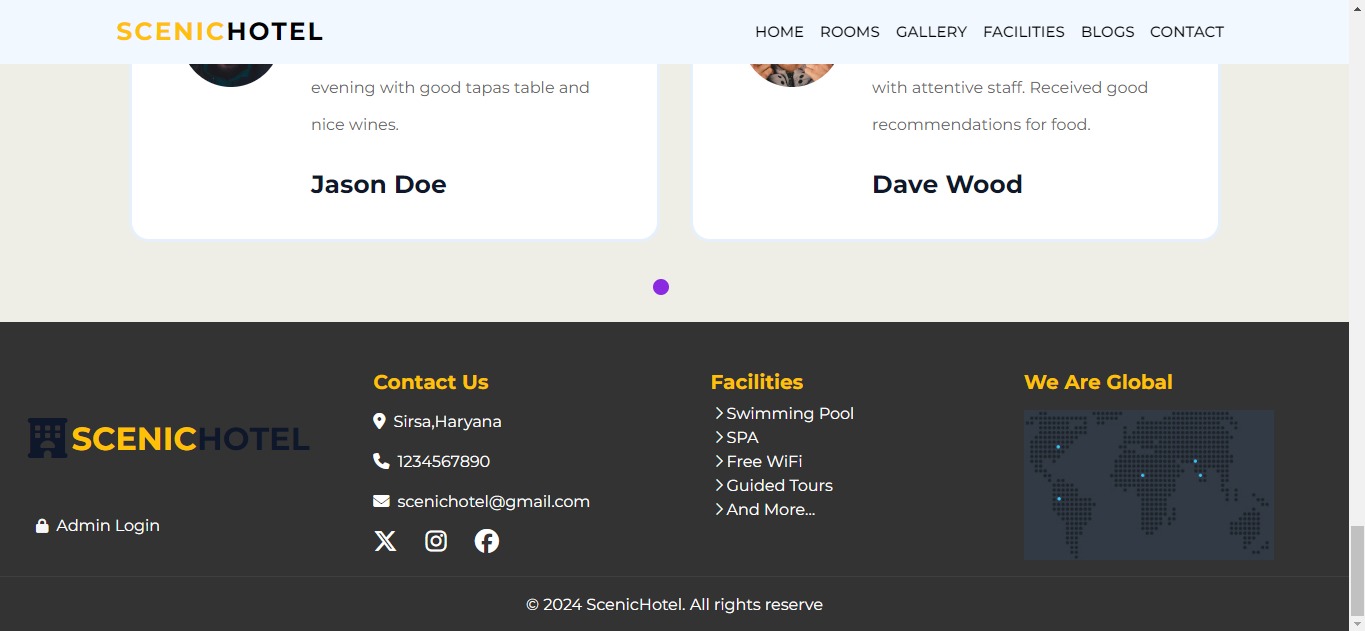 SCENICHOTEL
HOME ROOMS GALLERY FACILITIES BLOGS CONTACT
evening with good tapas table and
nice wines.
Jason Doe
with attentive staff. Received good
recommendations for food.
Dave Wood
SCENICHOTEL
Admin Login
Contact Us
Sirsa,Haryana
1234567890
scenichotel@gmail.com
Facilities
Swimming Pool
SPA
Free WiFi
Guided Tours
And More...
We Are Global
© 2024 ScenicHotel. All rights reserve